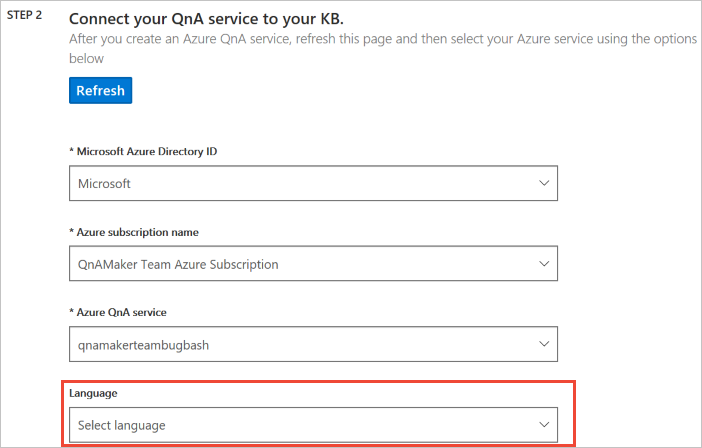 STEP 2
Connect your QnA service to your KB.
After you create an Azure QnA service, refresh this page and then select your Azure service using the options
below
Refresh
* Microsoft Azure Directory ID
Microsoft
* Azure subscription name
QnAMaker Team Azure Subscription
* Azure QnA service
qnamakerteambugbash
Language
Select language